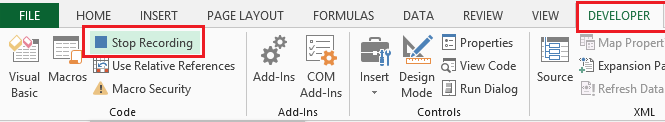 FILE HOME INSERT PAGE LAYOUT FORMULAS DATA REVIEW VIEW DEVELOPER
Visual Basic
Macros
Stop Recording
Use Relative References
Macro Security
Code
Add-Ins
COM Add-Ins
Add-Ins
Insert
Design Mode
Properties
View Code
Run Dialog
Controls
Source
Map Propert
Expansion Pa
Refresh Data
XML